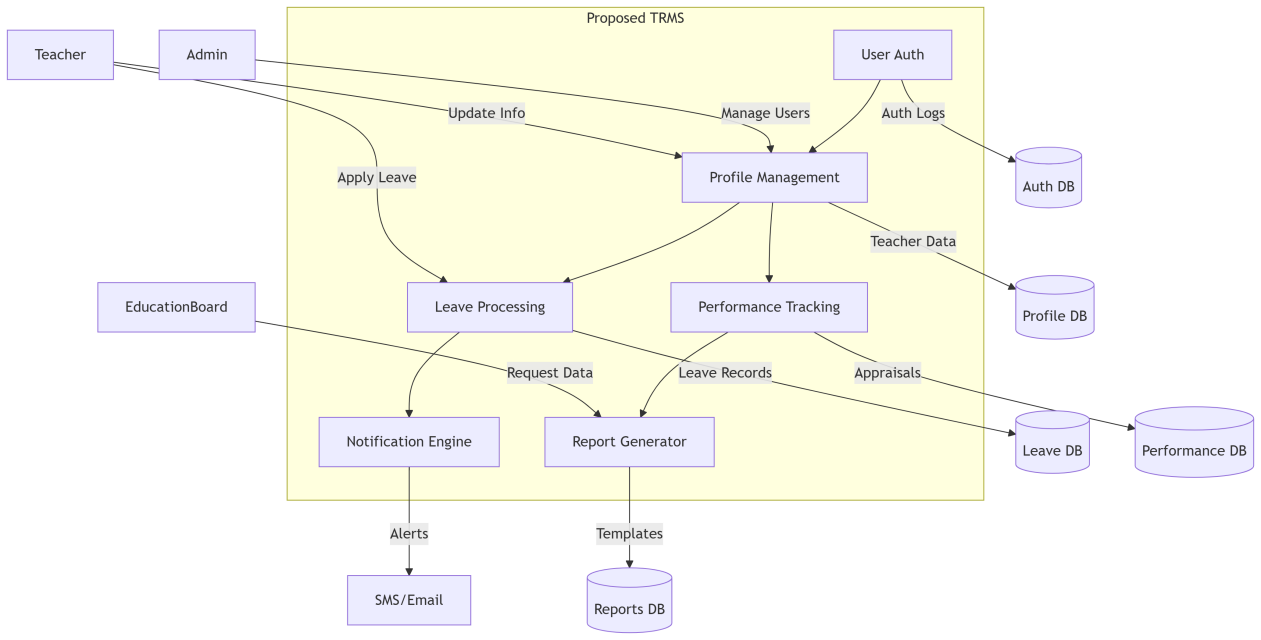 Proposed TRMS
Teacher
Admin
User Auth
Update Info
Manage Users
Auth Logs
Apply Leave
Profile Management
Auth DB
Teacher Data
EducationBoard
Leave Processing
Performance Tracking
Profile DB
Request Data
Leave Records
Appraisals
Notification Engine
Report Generator
Leave DB
Performance DB
Alerts
Templates
SMS/Email
Reports DB